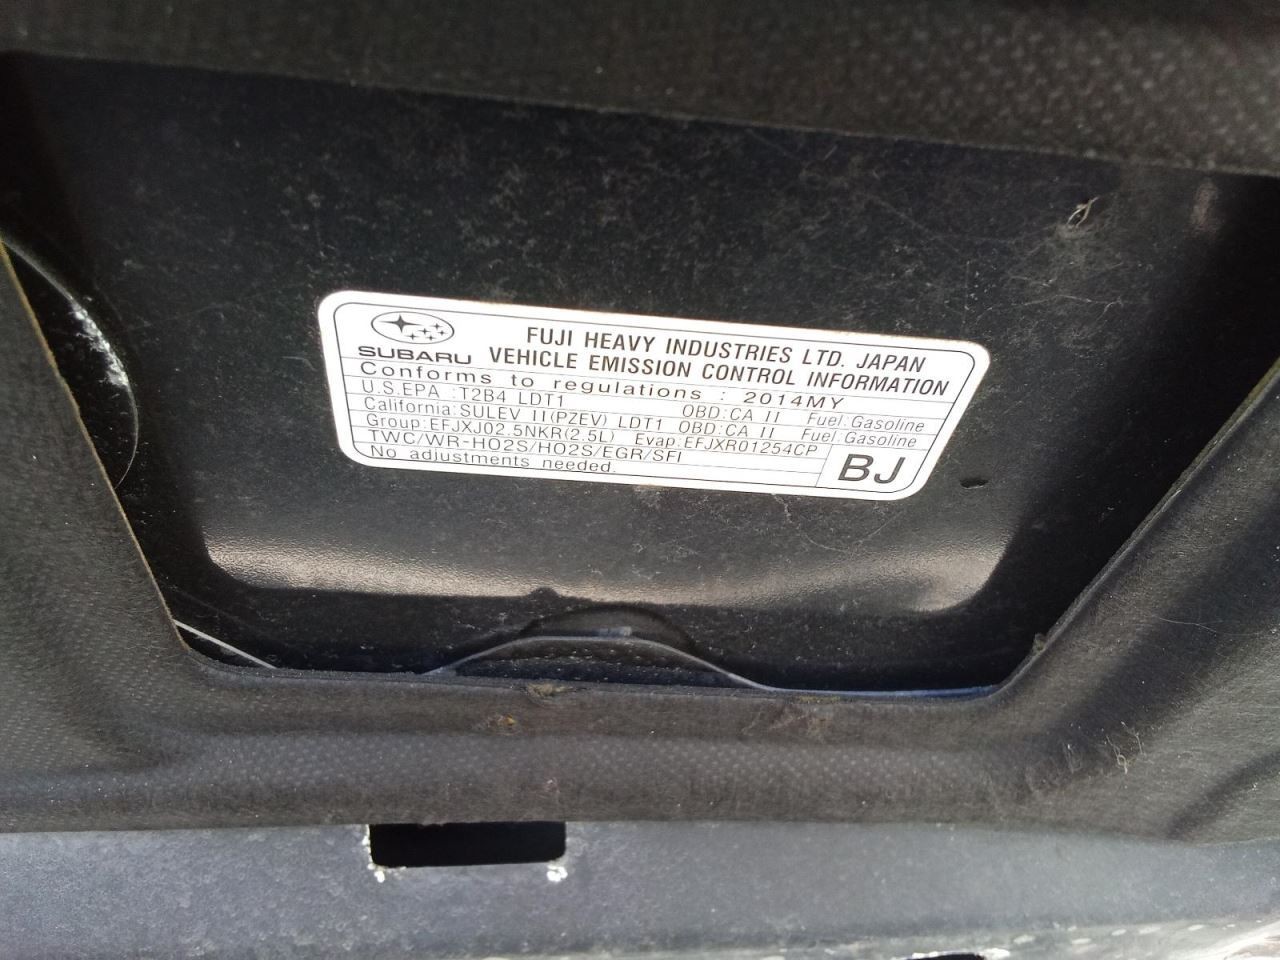 FUJI HEAVY INDUSTRIES LTD. JAPAN
SUBARU VEHICLE EMISSION CONTROL INFORMATION
Conforms to regulations : 2014MY
U.S.EPA :T2B4 LDT1 OBD:CA II Fuel:Gasoline
California:SULEV II(PZEV) LDT1 OBD:CA II Fuel:Gasoline
Group:EFJXJ02.5NKR(2.5L) Evap:EFJXR01254CP
TWC/WR-HO2S/HO2S/EGR/SFI
No adjustments needed.
BJ